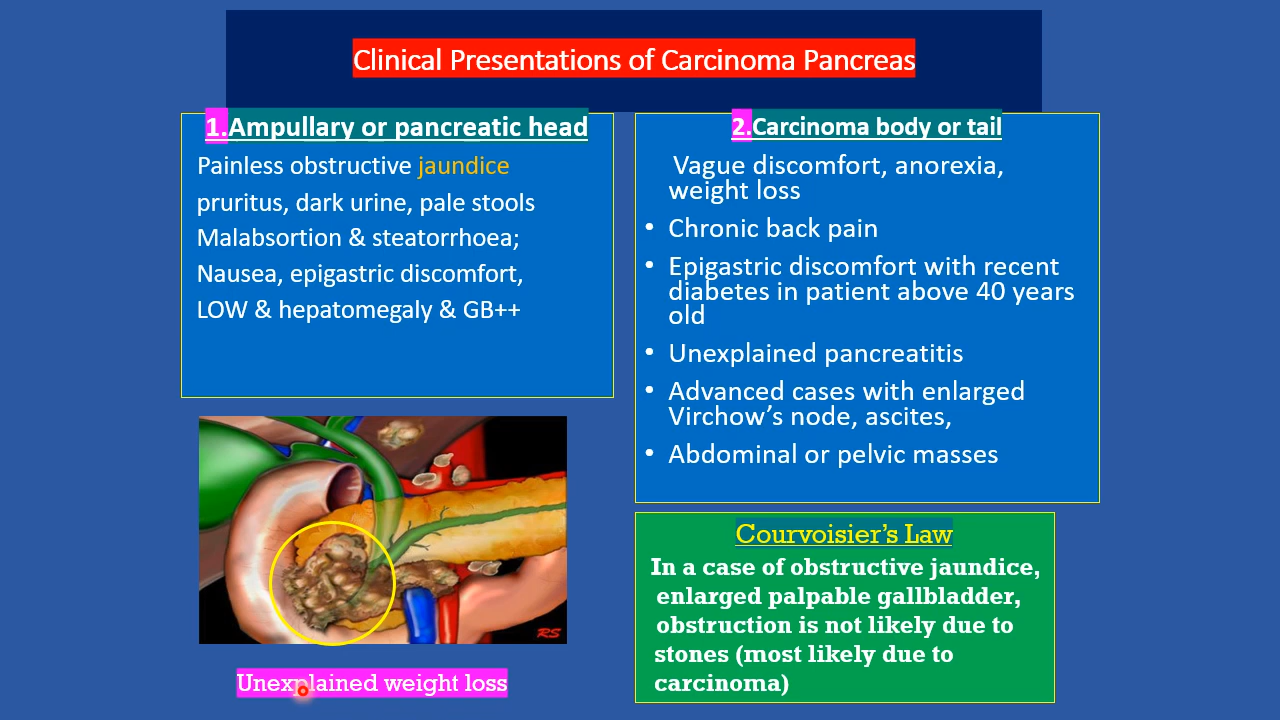 Clinical Presentations of Carcinoma Pancreas
1.Ampullary or pancreatic head
Painless obstructive jaundice
pruritus, dark urine, pale stools
Malabsortion & steatorrhoea;
Nausea, epigastric discomfort,
LOW & hepatomegaly & GB++
RS
Unexplained weight loss
2.Carcinoma body or tail
Vague discomfort, anorexia,
weight loss
• Chronic back pain
• Epigastric discomfort with recent
diabetes in patient above 40 years
old
• Unexplained pancreatitis
• Advanced cases with enlarged
Virchow’s node, ascites,
• Abdominal or pelvic masses
Courvoisier’s Law
In a case of obstructive jaundice,
enlarged palpable gallbladder,
obstruction is not likely due to
stones (most likely due to
carcinoma)